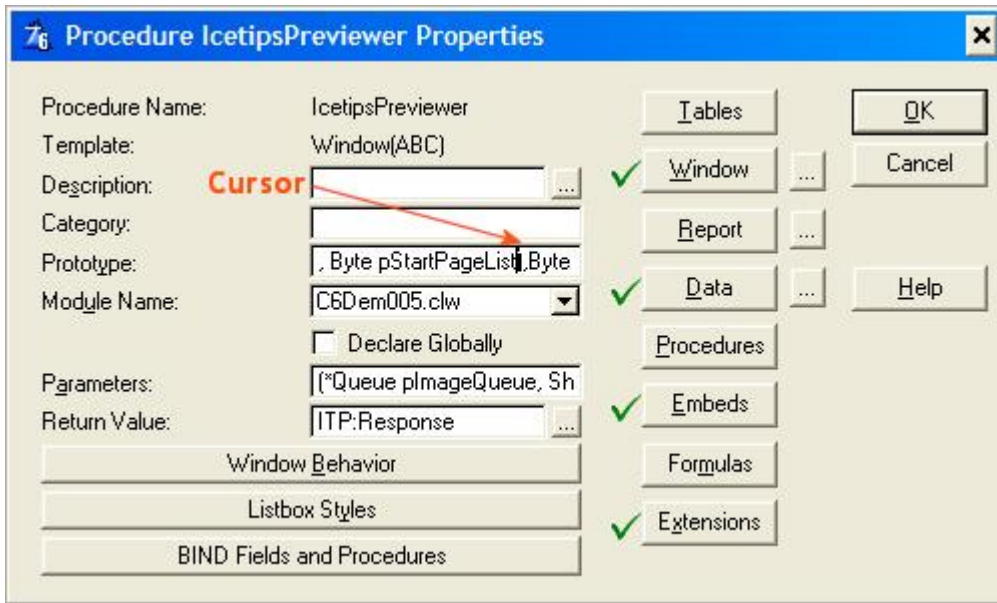 Procedure IcetipsPreviewer Properties
Procedure Name: IcetipsPreviewer
Template: Window(ABC)
Description: ...
Cursor
Category:
Prototype: , Byte pStartPageList),Byte
Module Name: C6Dem005.clw
Declare Globally
Parameters: (*Queue pImageQueue, Sh
Return Value: ITP:Response ...
Window Behavior
Listbox Styles
BIND Fields and Procedures
Tables
Window ...
Report ...
Data ...
Procedures
Embeds
Formulas
Extensions
OK
Cancel
Help